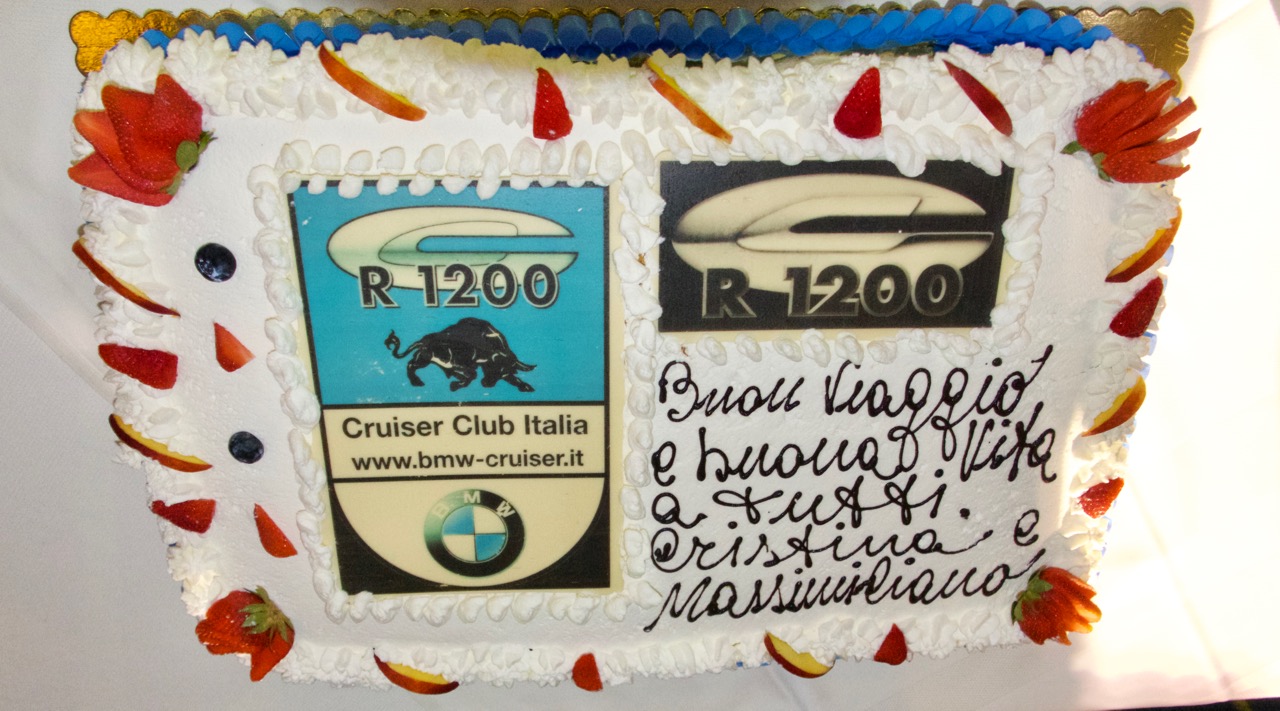 R 1200
Cruiser Club Italia
www.bmw-cruiser.it
BMW
R 1200
Buon Viaggio
e buona Vita
a Tutti.
Cristina e
Massimiliano